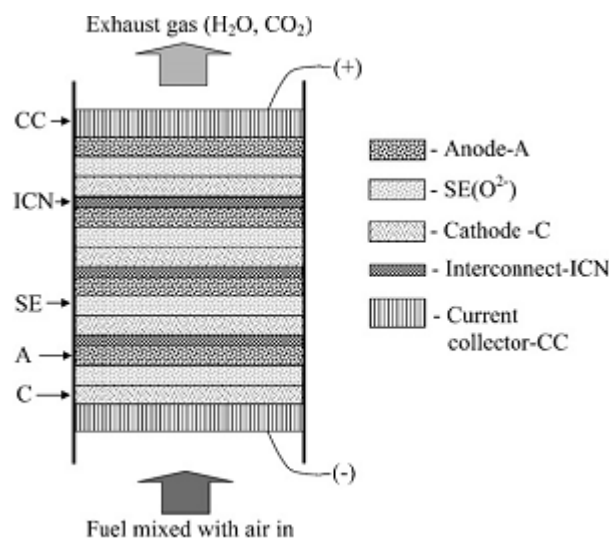 Exhaust gas (H₂O, CO₂)
(+)
CC
ICN
SE
A
C
- Anode-A
- SE(O²⁻)
- Cathode -C
- Interconnect-ICN
- Current
collector-CC
(-)
Fuel mixed with air in